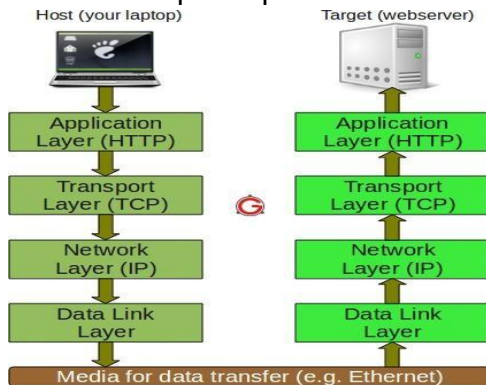 Host (your laptop)
Target (webserver)
Application
Layer (HTTP)
Transport
Layer (TCP)
Network
Layer (IP)
Data Link
Layer
Application
Layer (HTTP)
Transport
Layer (TCP)
Network
Layer (IP)
Data Link
Layer
G
Media for data transfer (e.g. Ethernet)